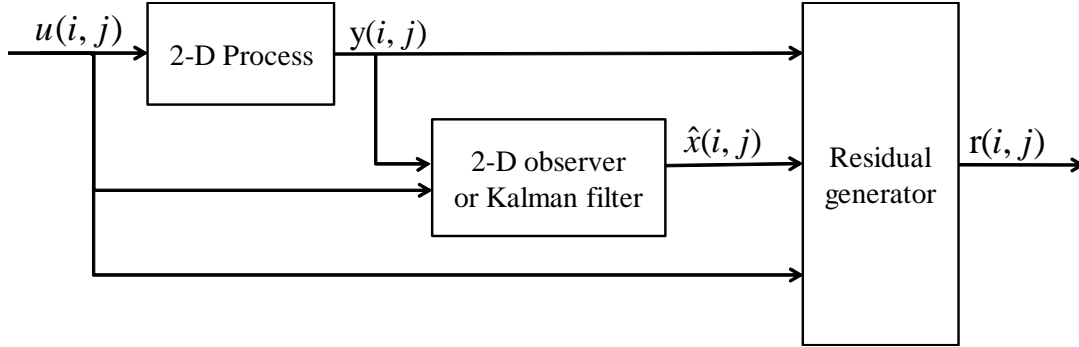 u(i, j)
2-D Process
y(i, j)
2-D observer
or Kalman filter
x̂(i, j)
Residual
generator
r(i, j)